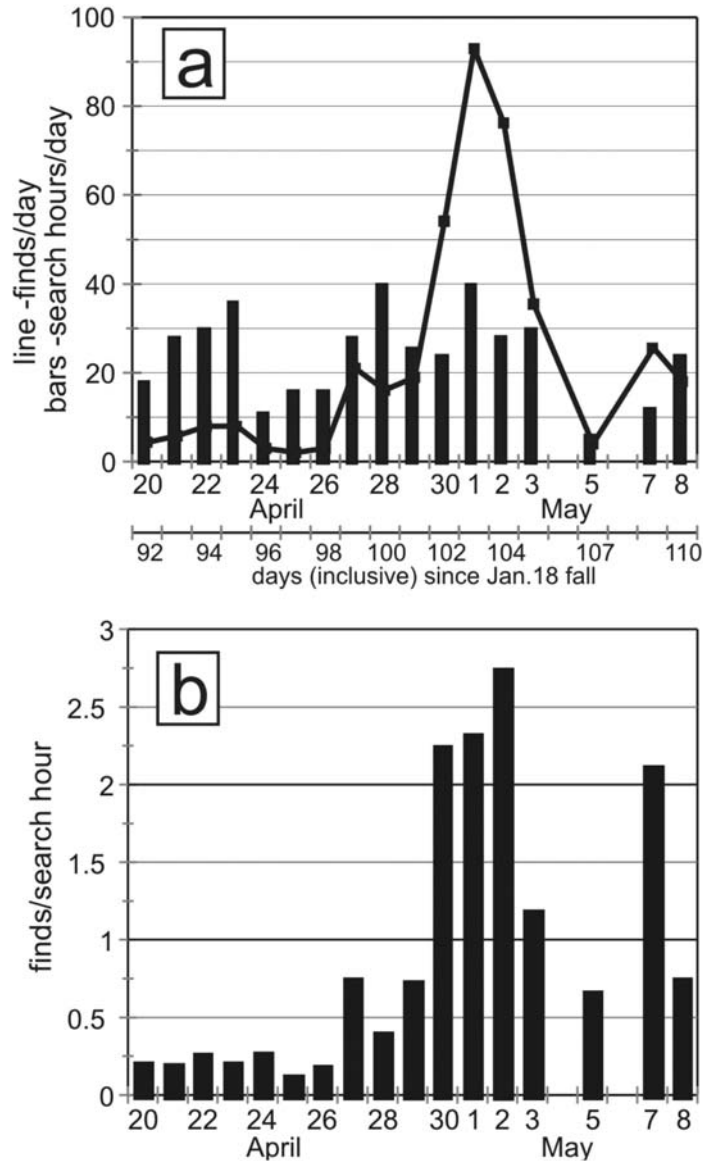 a
100
80
60
40
20
0
line -finds/day
bars -search hours/day
20 22 24 26 28 30 1 2 3 5 7 8
April May
92 94 96 98 100 102 104 107 110
days (inclusive) since Jan.18 fall
b
3
2.5
2
1.5
1
0.5
0
finds/search hour
20 22 24 26 28 30 1 2 3 5 7 8
April May